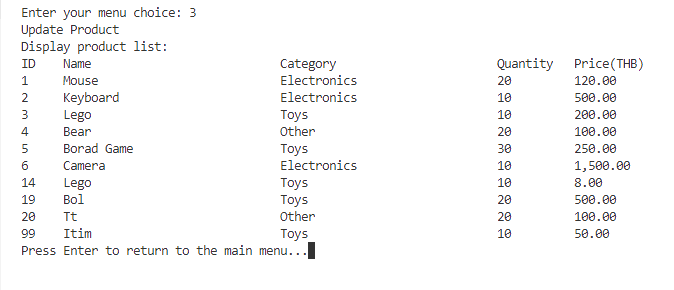 Enter your menu choice: 3
Update Product
Display product list:
ID Name Category Quantity Price(THB)
1 Mouse Electronics 20 120.00
2 Keyboard Electronics 10 500.00
3 Lego Toys 10 200.00
4 Bear Other 20 100.00
5 Borad Game Toys 30 250.00
6 Camera Electronics 10 1,500.00
14 Lego Toys 10 8.00
19 Bol Toys 20 500.00
20 Tt Other 20 100.00
99 Itim Toys 10 50.00
Press Enter to return to the main menu...